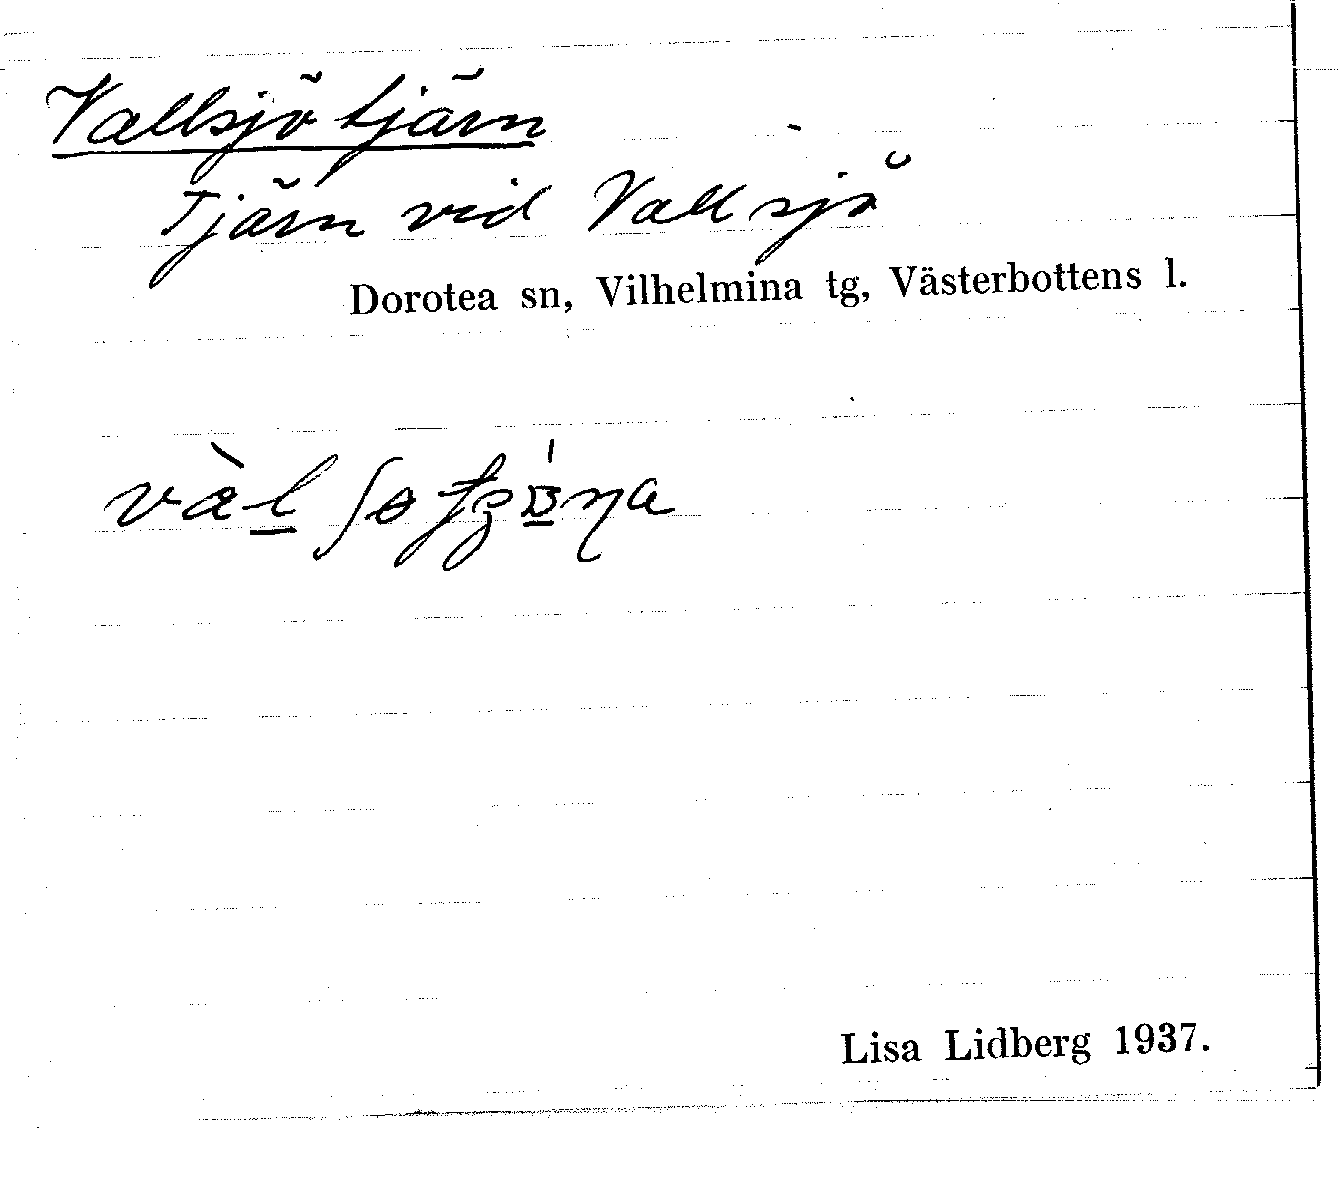 Vallsjötjärn
Tjärn vid Vallsjö
Dorotea sn, Vilhelmina tg, Västerbottens l.
Lisa Lidberg 1937.